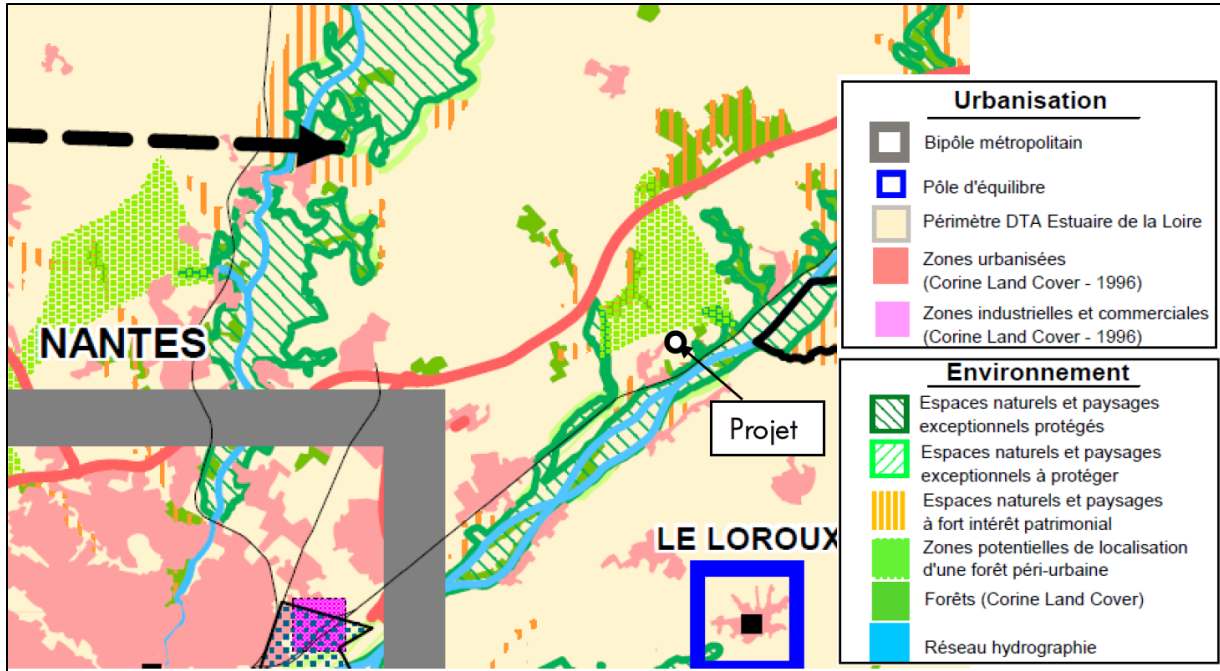 NANTES
Projet
LE LOROUX
Urbanisation
Bipôle métropolitain
Pôle d'équilibre
Périmètre DTA Estuaire de la Loire
Zones urbanisées
(Corine Land Cover - 1996)
Zones industrielles et commerciales
(Corine Land Cover - 1996)
Environnement
Espaces naturels et paysages
exceptionnels protégés
Espaces naturels et paysages
exceptionnels à protéger
Espaces naturels et paysages
à fort intérêt patrimonial
Zones potentielles de localisation
d'une forêt péri-urbaine
Forêts (Corine Land Cover)
Réseau hydrographie